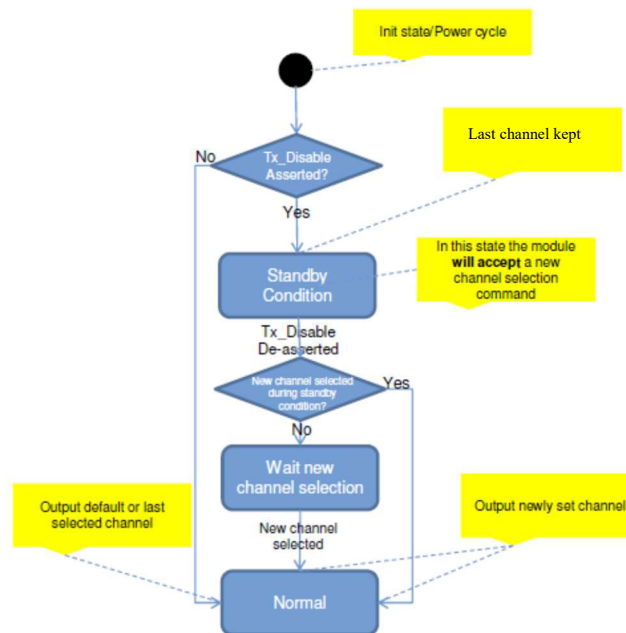 Init state/Power cycle
Last channel kept
No
Tx_Disable
Asserted?
Yes
Standby
Condition
In this state the module
will accept a new
channel selection
command
Tx_Disable
De-asserted
New channel selected
during standby
condition?
Yes
No
Wait new
channel selection
Output default or last
selected channel
Output newly set channel
New channel
selected
Normal